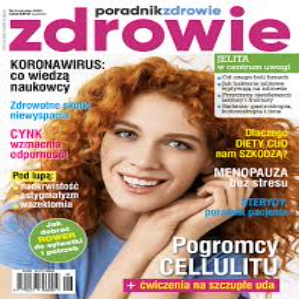 poradnikzdrowie
zdrowie
KORONAWIRUS:
co wiedzą
naukowcy
Zdrowotne skutki
niewyspania
CYNK
wzmacnia
odporność!
Pod lupą:
nadkrwistość
astygmatyzm
wazektomia
Jak
dobrać
ROWER
do sylwetki
i potrzeb
JELITA
w centrum uwagi
Dlaczego
DIETY CUD
nam SZKODZĄ?
MENOPAUZA
bez stresu
STERYDY:
poradnik pacjenta
Pogromcy
CELLULITU
+ ćwiczenia na szczupłe uda